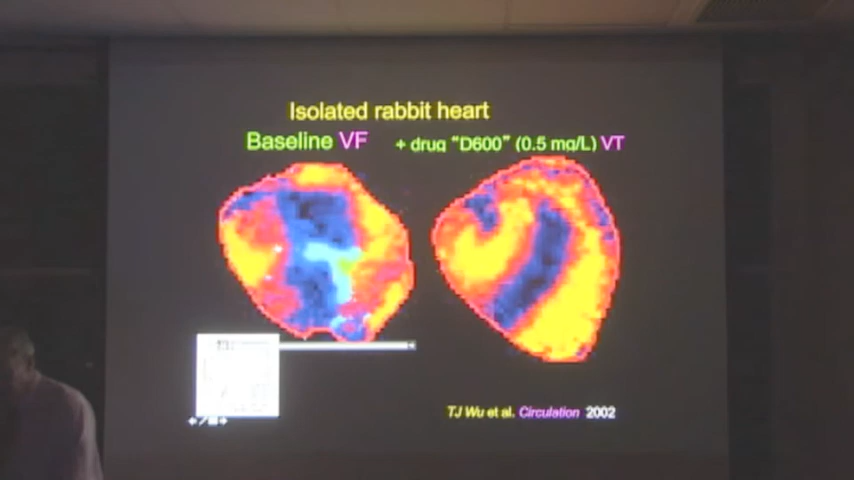 Isolated rabbit heart
Baseline VF + drug "D600" (0.5 mg/L) VT
TJ Wu et al. Circulation 2002